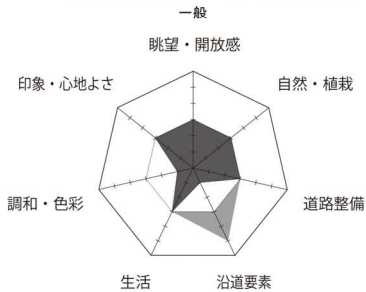 一般
眺望・開放感
印象・心地よさ
自然・植栽
調和・色彩
道路整備
生活
沿道要素